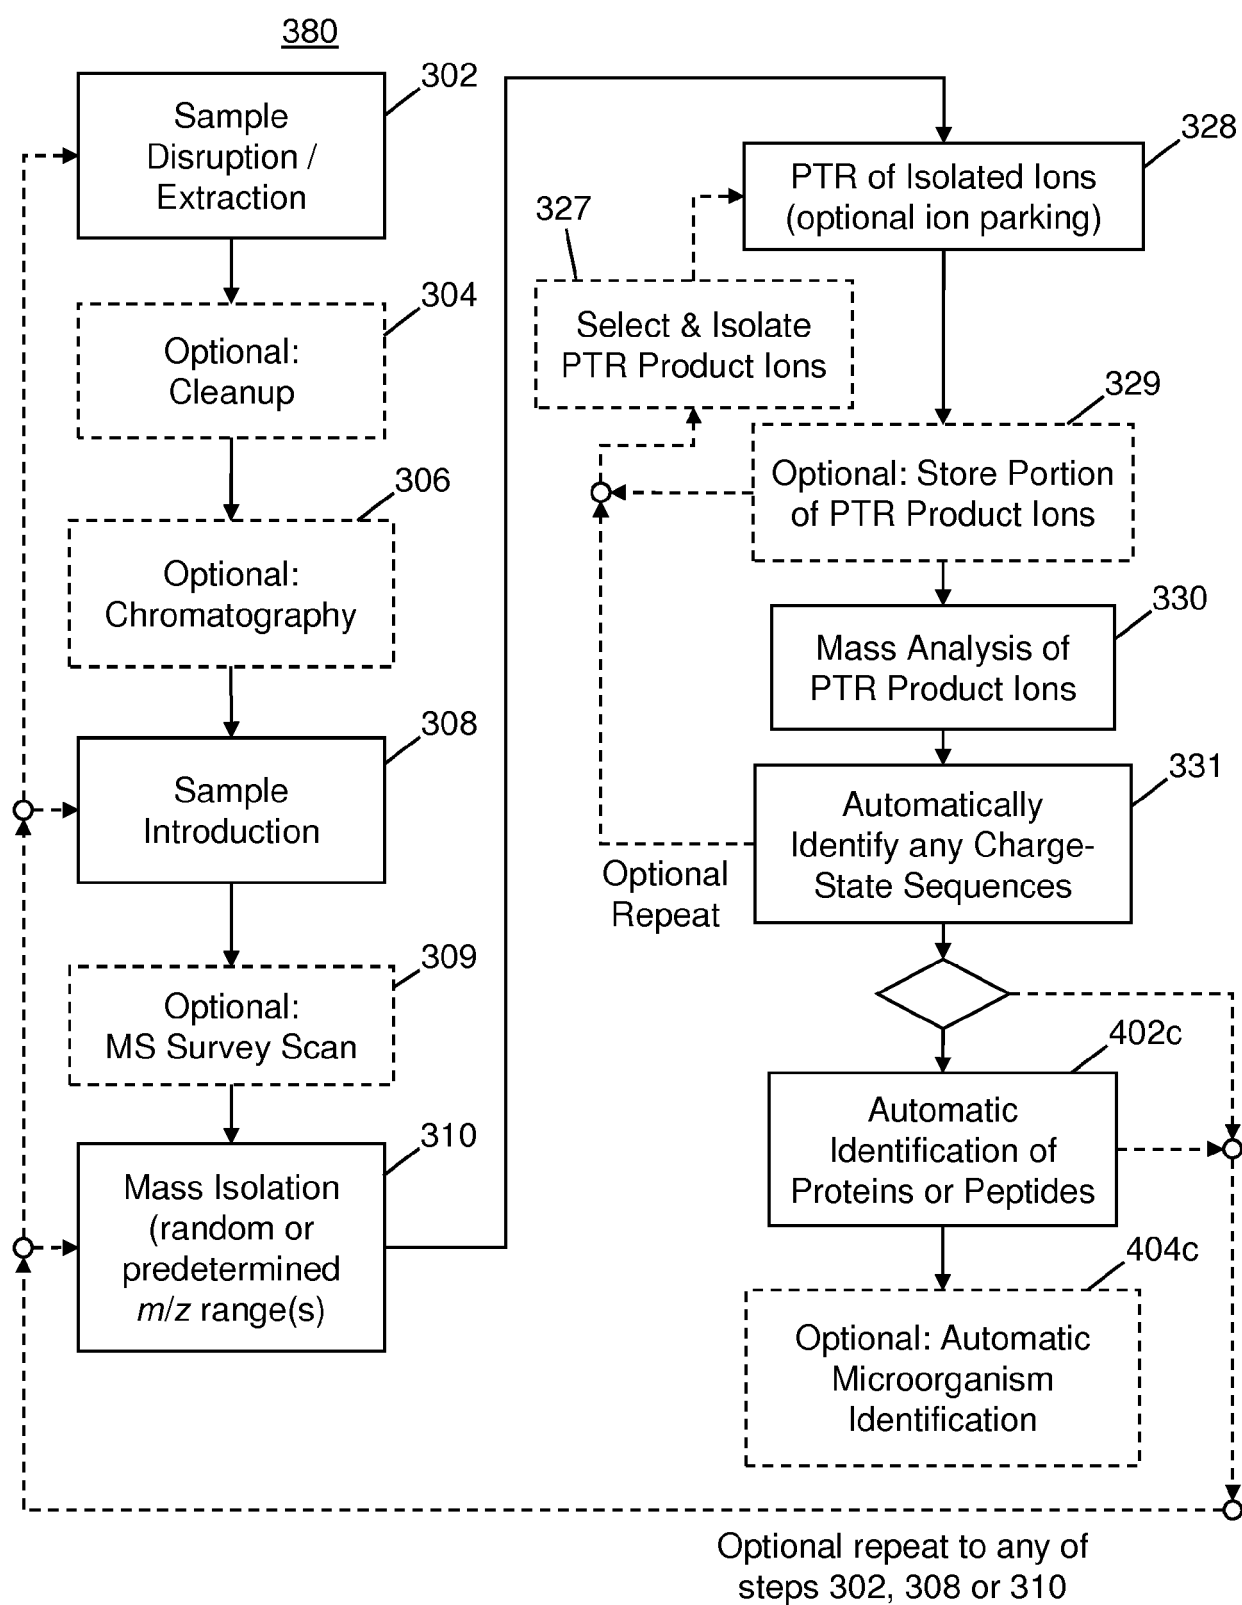 380
302
Sample
Disruption /
Extraction
304
Optional:
Cleanup
306
Optional:
Chromatography
308
Sample
Introduction
309
Optional:
MS Survey Scan
310
Mass Isolation
(random or
predetermined
m/z range(s)
328
PTR of Isolated Ions
(optional ion parking)
327
Select & Isolate
PTR Product Ions
329
Optional: Store Portion
of PTR Product Ions
330
Mass Analysis of
PTR Product Ions
331
Automatically
Identify any Charge-
State Sequences
Optional
Repeat
402c
Automatic
Identification of
Proteins or Peptides
404c
Optional: Automatic
Microorganism
Identification
Optional repeat to any of
steps 302, 308 or 310